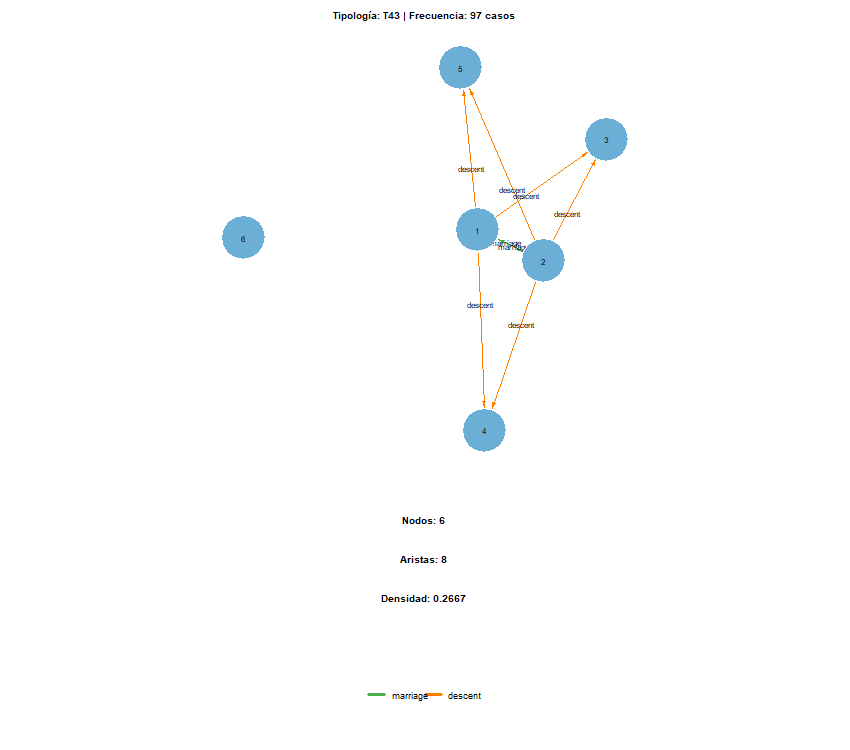 Tipología: T43 | Frecuencia: 97 casos
5
3
descent
descent
descent
descent
1
6
marriage
marriage
2
descent
descent
4
Nodos: 6
Aristas: 8
Densidad: 0.2667
marriage descent